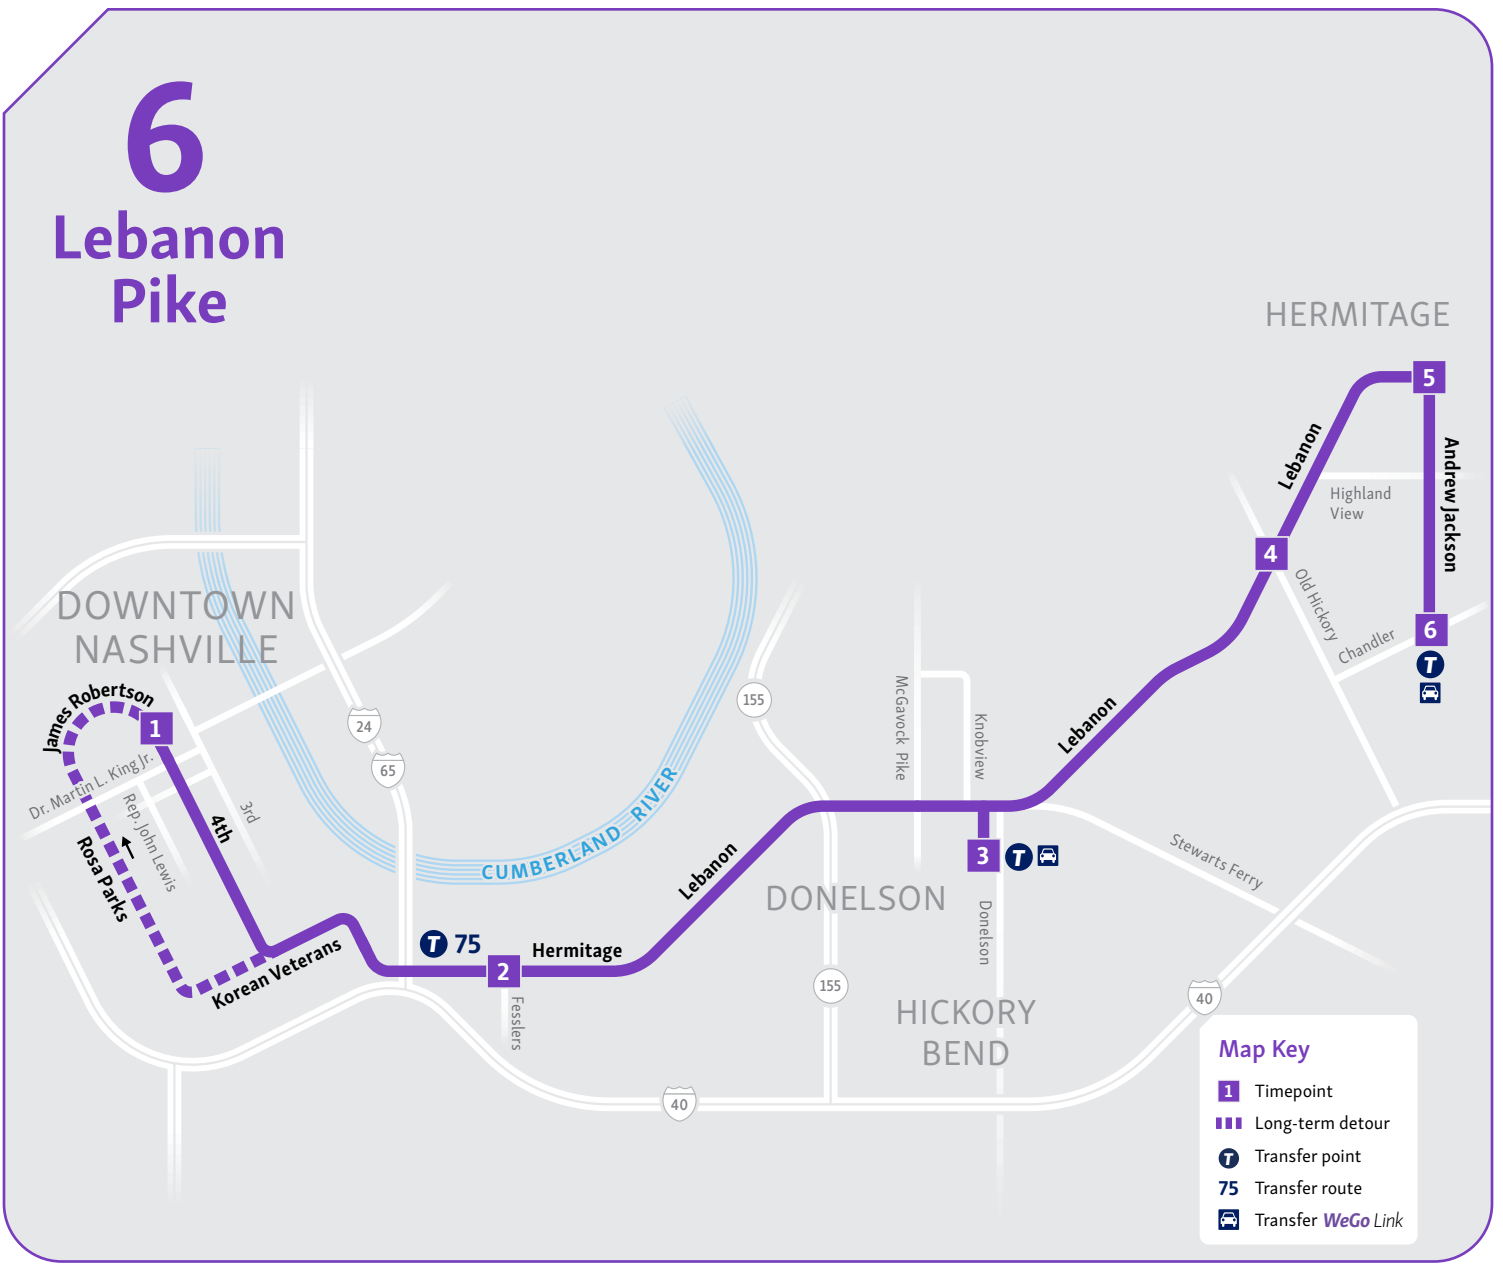 6
Lebanon
Pike
HERMITAGE
5
Lebanon
Andrew Jackson
Highland
View
4
Old Hickory
Chandler
6
T
DOWNTOWN
NASHVILLE
James Robertson
1
Dr. Martin L. King Jr.
Rep. John Lewis
3rd
4th
Rosa Parks
Korean Veterans
24
65
CUMBERLAND RIVER
155
McGavock Pike
Knobview
Lebanon
3
T
Stewarts Ferry
Lebanon
DONELSON
Donelson
T 75
2
Hermitage
Fesslers
155
HICKORY
BEND
40
40
Map Key
1 Timepoint
Long-term detour
T Transfer point
75 Transfer route
Transfer WeGo Link